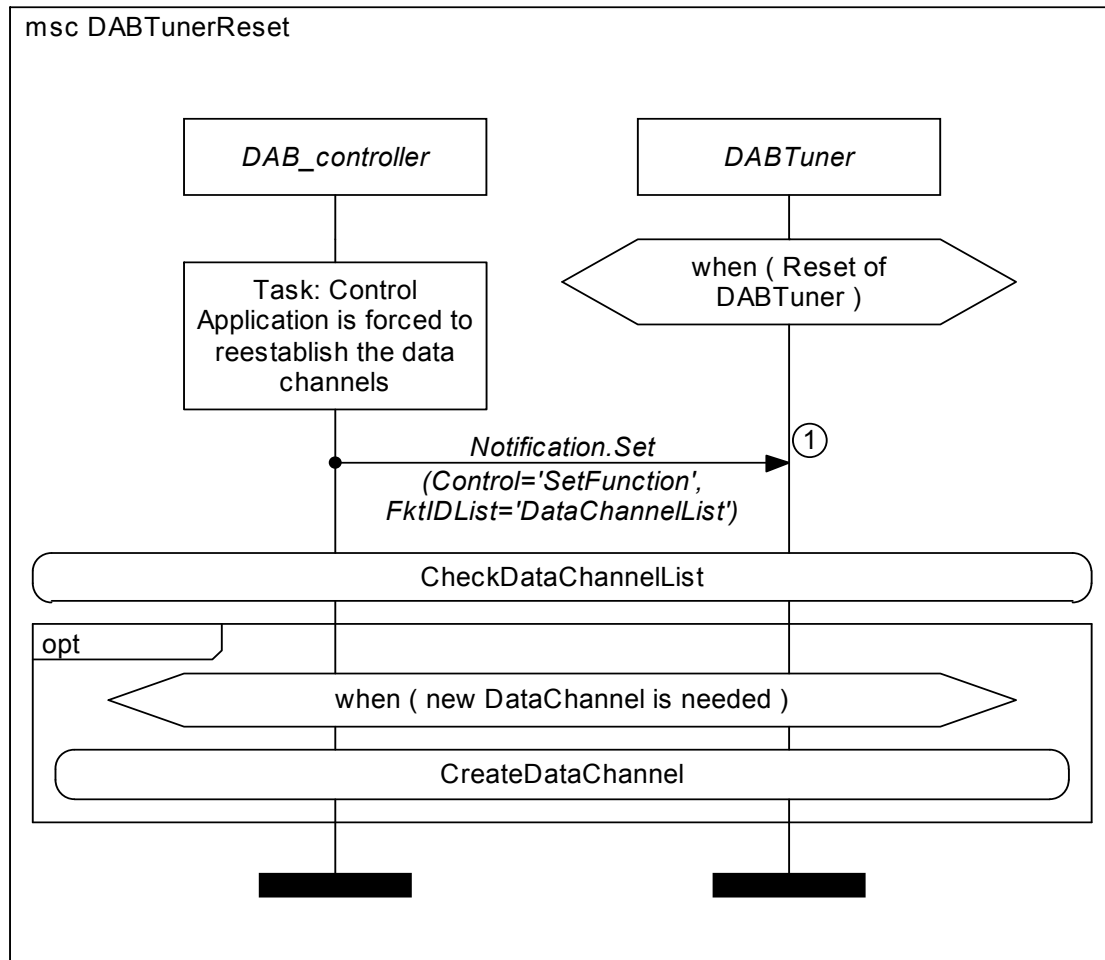 msc DABTunerReset
DAB_controller
DABTuner
when ( Reset of
DABTuner )
Task: Control
Application is forced to
reestablish the data
channels
Notification.Set
1
(Control='SetFunction',
FktIDList='DataChannelList')
CheckDataChannelList
opt
when ( new DataChannel is needed )
CreateDataChannel